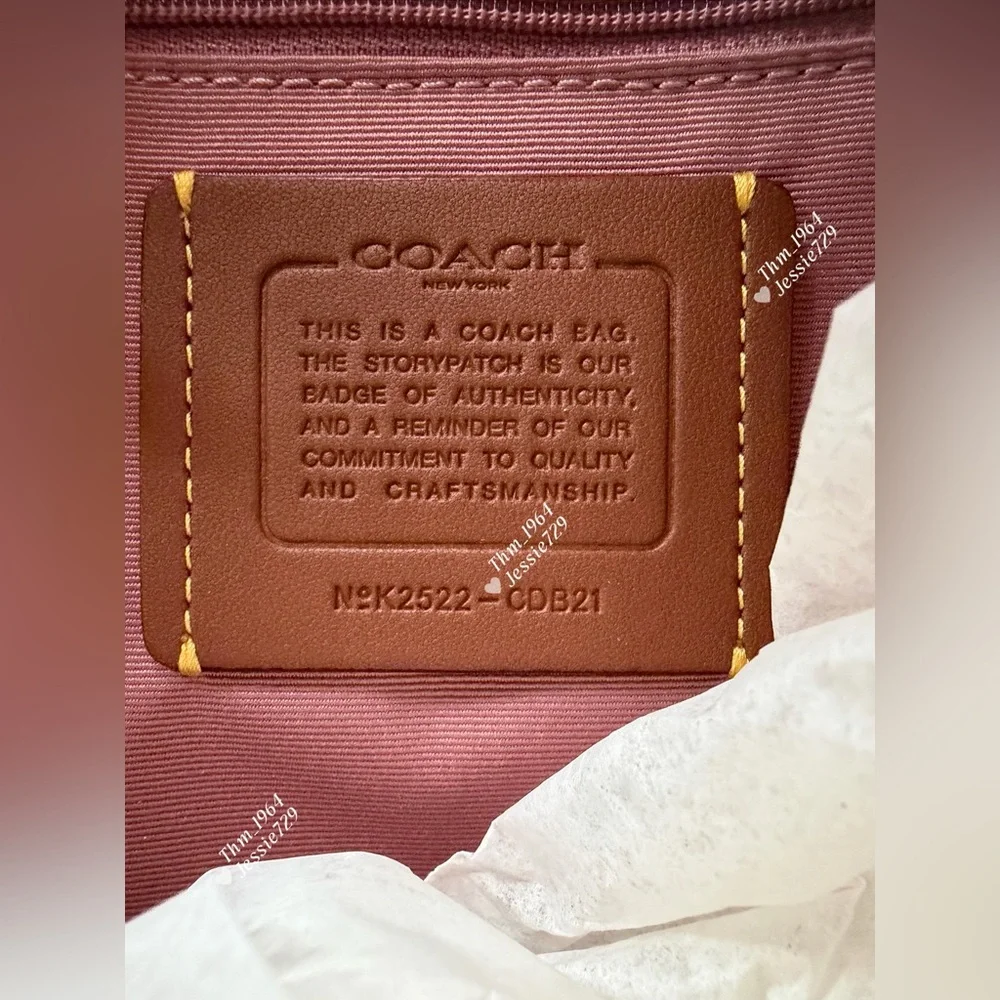 COACH
NEW YORK
THIS IS A COACH BAG.
THE STORYPATCH IS OUR
BADGE OF AUTHENTICITY,
AND A REMINDER OF OUR
COMMITMENT TO QUALITY
AND CRAFTSMANSHIP.
NºK2522-CDB21
Thm_1964
Jessie729
Thm_1964
Jessie729
Thm_1964
Jessie729